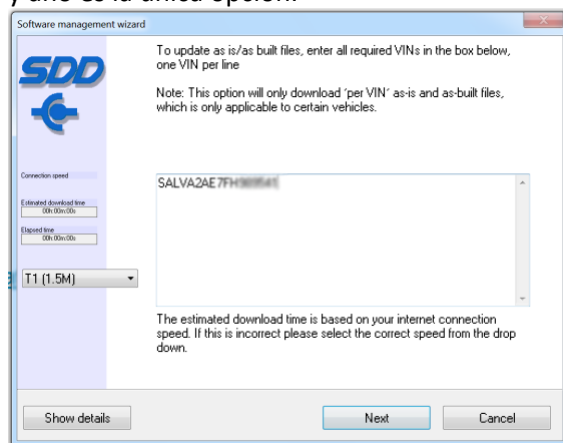 y año es la única opción.
Software management wizard
SDD
To update as is/as built files, enter all required VINs in the box below,
one VIN per line
Note: This option will only download 'per VIN' as-is and as-built files,
which is only applicable to certain vehicles.
Connection speed
Estimated download time
00h:00m:00s
Elapsed time
00h:00m:00s
T1 (1.5M)
SALVA2AE7FH
The estimated download time is based on your internet connection
speed. If this is incorrect please select the correct speed from the drop
down.
Show details
Next
Cancel